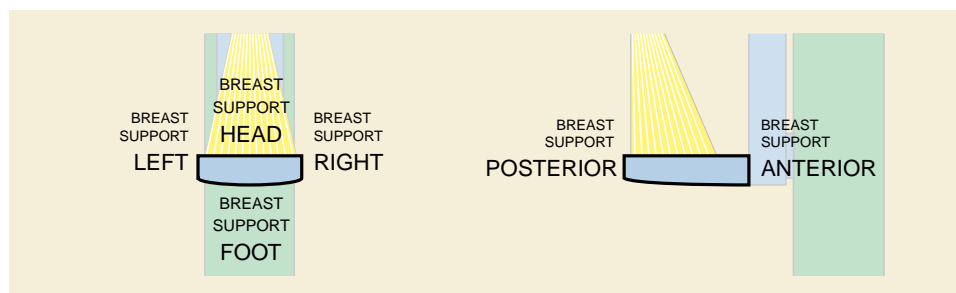 BREAST
SUPPORT
HEAD
BREAST
SUPPORT
LEFT
BREAST
SUPPORT
RIGHT
BREAST
SUPPORT
FOOT
BREAST
SUPPORT
POSTERIOR
BREAST
SUPPORT
ANTERIOR